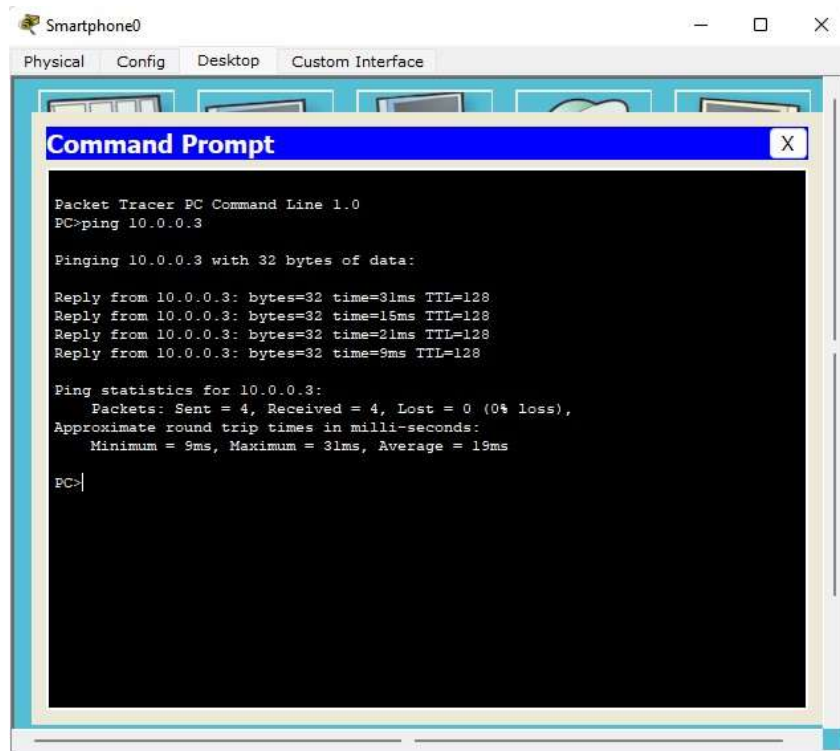 Smartphone0
Physical Config Desktop Custom Interface
Command Prompt X
Packet Tracer PC Command Line 1.0
PC>ping 10.0.0.3
Pinging 10.0.0.3 with 32 bytes of data:
Reply from 10.0.0.3: bytes=32 time=31ms TTL=128
Reply from 10.0.0.3: bytes=32 time=15ms TTL=128
Reply from 10.0.0.3: bytes=32 time=21ms TTL=128
Reply from 10.0.0.3: bytes=32 time=9ms TTL=128
Ping statistics for 10.0.0.3:
Packets: Sent = 4, Received = 4, Lost = 0 (0% loss),
Approximate round trip times in milli-seconds:
Minimum = 9ms, Maximum = 31ms, Average = 19ms
PC>